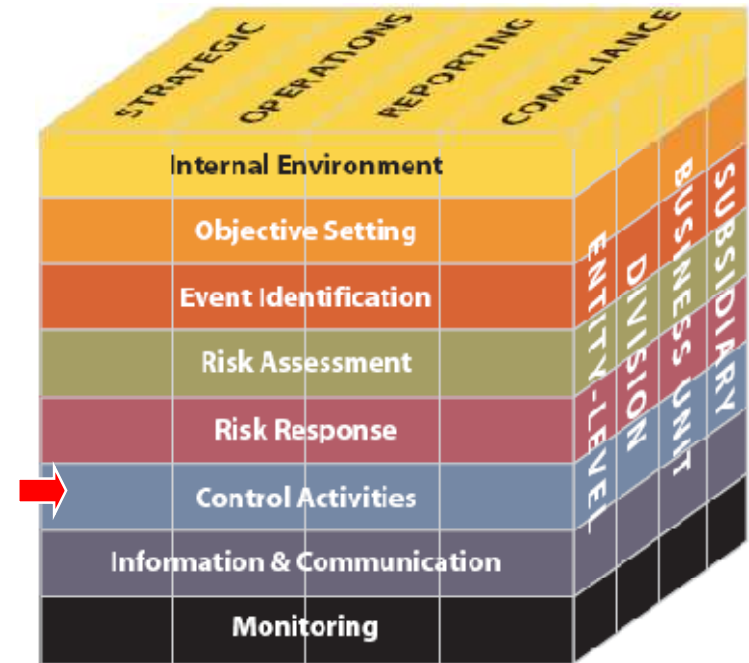 STRATEGIC
OPERATIONS
REPORTING
COMPLIANCE
Internal Environment
Objective Setting
Event Identification
Risk Assessment
Risk Response
Control Activities
Information & Communication
Monitoring
ENTITY-LEVEL
DIVISION
BUSINESS UNIT
SUBSIDIARY